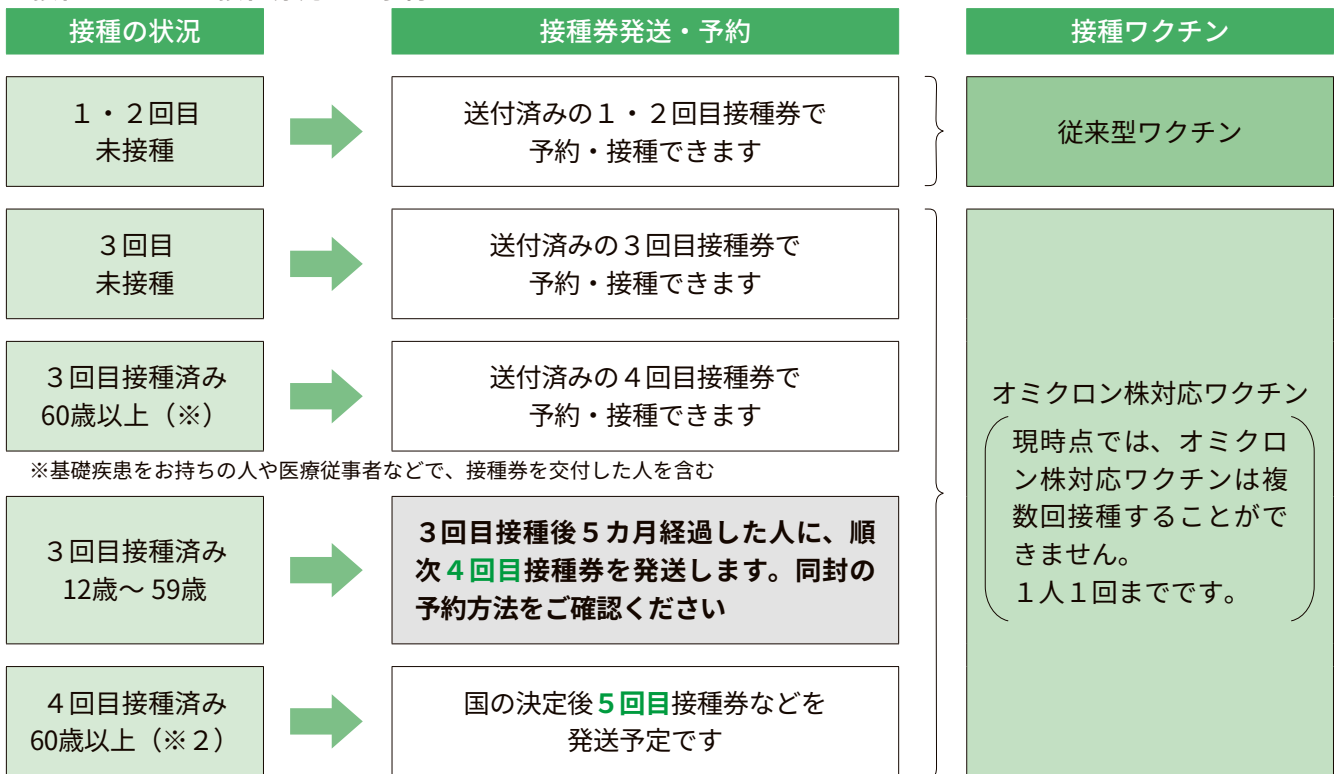 接種の状況
接種券発送・予約
接種ワクチン
１・２回目
未接種
送付済みの１・２回目接種券で
予約・接種できます
従来型ワクチン
３回目
未接種
送付済みの３回目接種券で
予約・接種できます
３回目接種済み
60歳以上（※）
送付済みの４回目接種券で
予約・接種できます
※基礎疾患をお持ちの人や医療従事者などで、接種券を交付した人を含む
３回目接種済み
12歳～59歳
３回目接種後５カ月経過した人に、順
次４回目接種券を発送します。同封の
予約方法をご確認ください
４回目接種済み
60歳以上（※２）
国の決定後５回目接種券などを
発送予定です
オミクロン株対応ワクチン
現時点では、オミクロ
ン株対応ワクチンは複
数回接種することがで
きません。
１人１回までです。